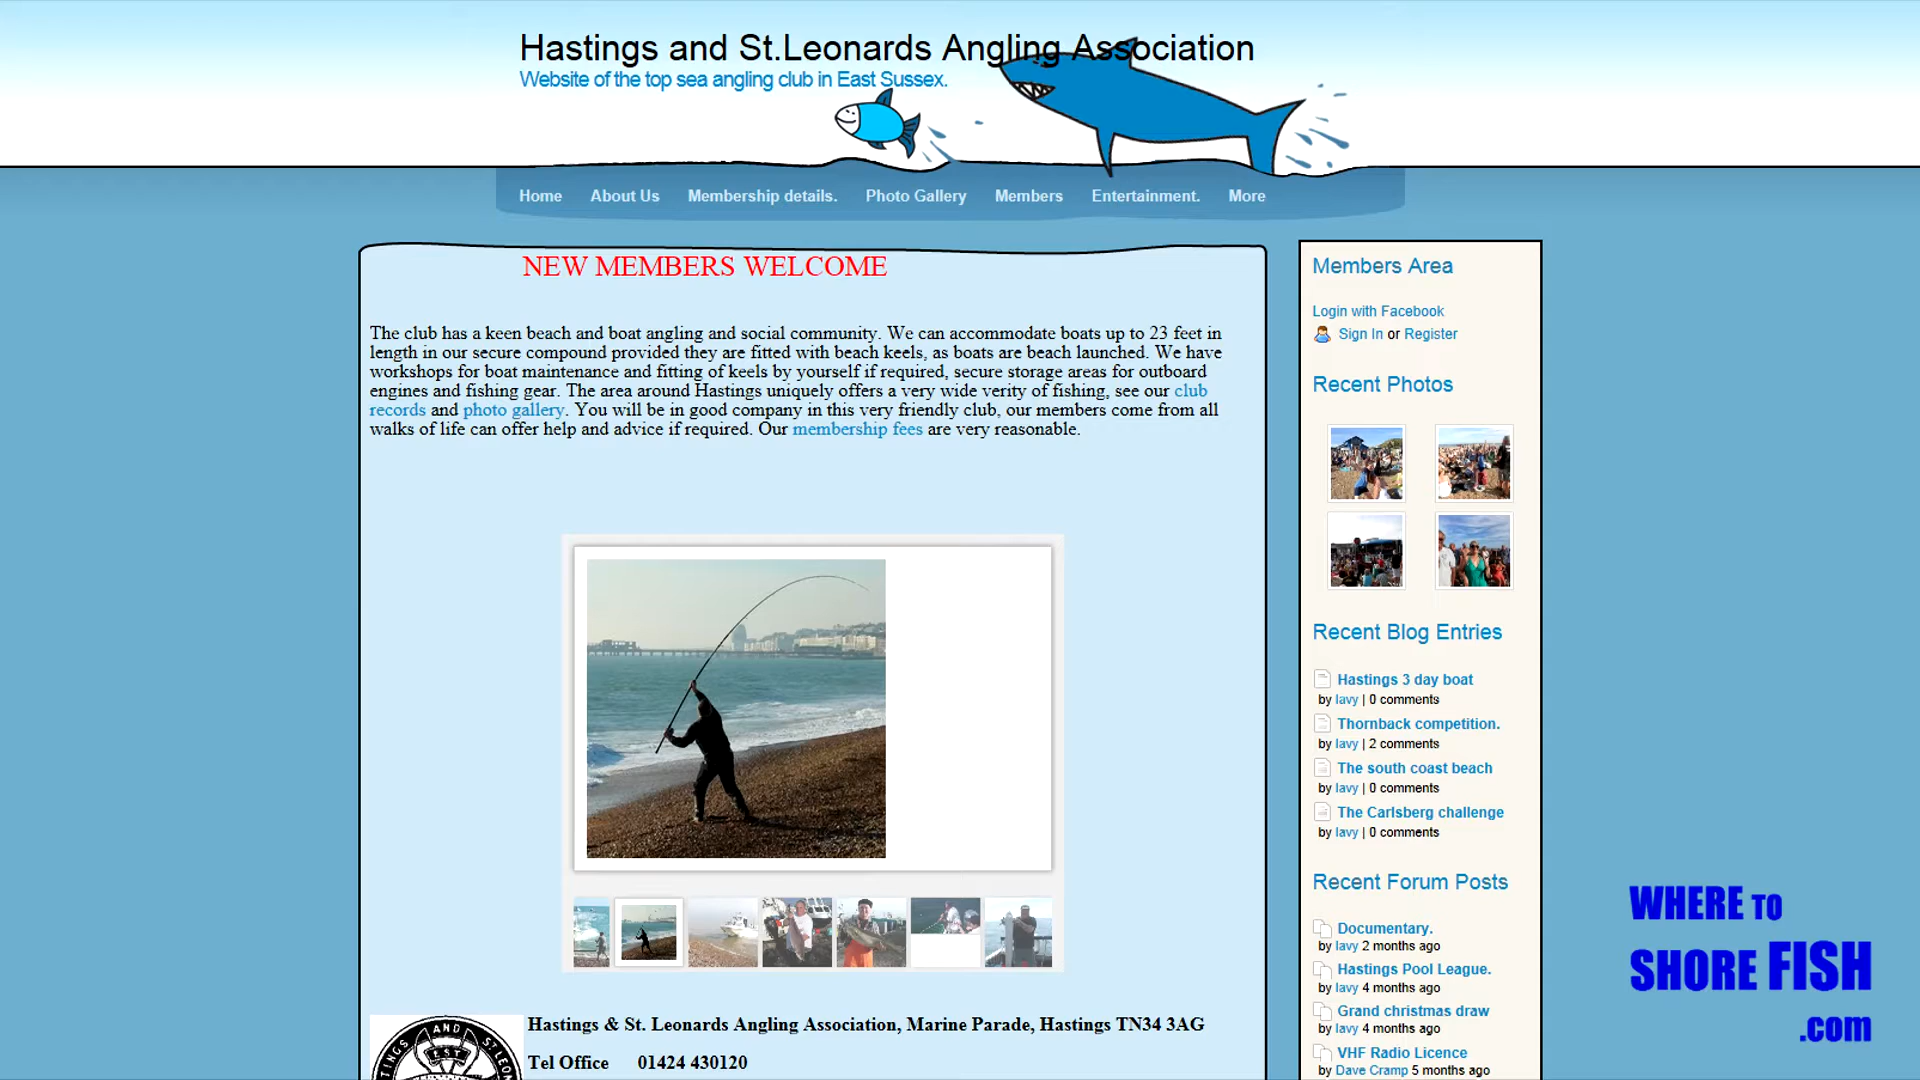 Hastings and St.Leonards Angling Association
Website of the top sea angling club in East Sussex.
Home About Us Membership details. Photo Gallery Members Entertainment. More
NEW MEMBERS WELCOME
The club has a keen beach and boat angling and social community. We can accommodate boats up to 23 feet in
length in our secure compound provided they are fitted with beach keels, as boats are beach launched. We have
workshops for boat maintenance and fitting of keels by yourself if required, secure storage areas for outboard
engines and fishing gear. The area around Hastings uniquely offers a very wide verity of fishing, see our club
records and photo gallery. You will be in good company in this very friendly club, our members come from all
walks of life can offer help and advice if required. Our membership fees are very reasonable.
AND
HASTINGS
ST.LEON
EST
Hastings & St. Leonards Angling Association, Marine Parade, Hastings TN34 3AG
Tel Office 01424 430120
Members Area
Login with Facebook
Sign In or Register
Recent Photos
Recent Blog Entries
Hastings 3 day boat
by lavy | 0 comments
Thornback competition.
by lavy | 2 comments
The south coast beach
by lavy | 0 comments
The Carlsberg challenge
by lavy | 0 comments
Recent Forum Posts
Documentary.
by lavy 2 months ago
Hastings Pool League.
by lavy 4 months ago
Grand christmas draw
by lavy 4 months ago
VHF Radio Licence
by Dave Cramp 5 months ago
WHERE TO
SHORE FISH
.com